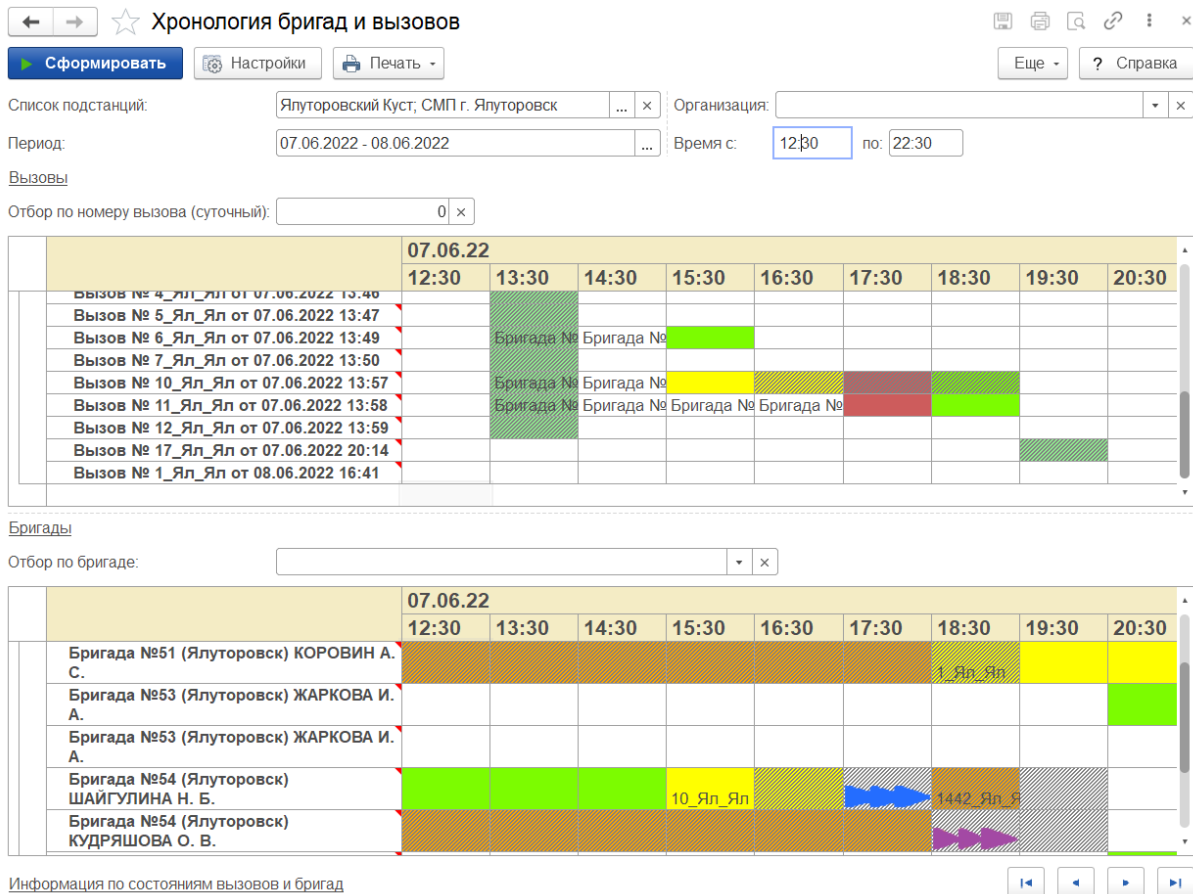 Хронология бригад и вызовов
Сформировать Настройки Печать Еще ? Справка
Список подстанций: Ялуторовский Куст; СМП г. Ялуторовск ... × Организация:
Период: 07.06.2022 - 08.06.2022 ... Время с: 12:30 по: 22:30
Вызовы
Отбор по номеру вызова (суточный): 0 ×
07.06.22
12:30 13:30 14:30 15:30 16:30 17:30 18:30 19:30 20:30
Вызов № 4_Ял_Ял от 07.06.2022 13:46
Вызов № 5_Ял_Ял от 07.06.2022 13:47
Вызов № 6_Ял_Ял от 07.06.2022 13:49 Бригада № Бригада №
Вызов № 7_Ял_Ял от 07.06.2022 13:50
Вызов № 10_Ял_Ял от 07.06.2022 13:57 Бригада № Бригада №
Вызов № 11_Ял_Ял от 07.06.2022 13:58 Бригада № Бригада № Бригада № Бригада №
Вызов № 12_Ял_Ял от 07.06.2022 13:59
Вызов № 17_Ял_Ял от 07.06.2022 20:14
Вызов № 1_Ял_Ял от 08.06.2022 16:41
Бригады
Отбор по бригаде:
07.06.22
12:30 13:30 14:30 15:30 16:30 17:30 18:30 19:30 20:30
Бригада №51 (Ялуторовск) КОРОВИН А.
С. 1_Ял_Ял
Бригада №53 (Ялуторовск) ЖАРКОВА И.
А.
Бригада №53 (Ялуторовск) ЖАРКОВА И.
А.
Бригада №54 (Ялуторовск)
ШАЙГУЛИНА Н. Б. 10_Ял_Ял 1442_Ял_Я
Бригада №54 (Ялуторовск)
КУДРЯШОВА О. В.
Информация по состояниям вызовов и бригад